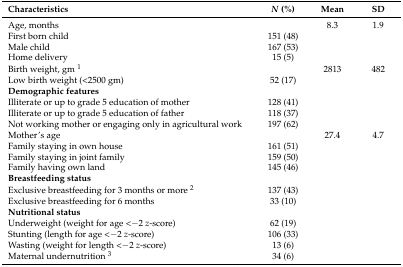 Characteristics N (%) Mean SD
Age, months 8.3 1.9
First born child 151 (48)
Male child 167 (53)
Home delivery 15 (5)
Birth weight, gm 1 2813 482
Low birth weight (<2500 gm) 52 (17)
Demographic features
Illiterate or up to grade 5 education of mother 128 (41)
Illiterate or up to grade 5 education of father 118 (37)
Not working mother or engaging only in agricultural work 197 (62)
Mother's age 27.4 4.7
Family staying in own house 161 (51)
Family staying in joint family 159 (50)
Family having own land 145 (46)
Breastfeeding status
Exclusive breastfeeding for 3 months or more 2 137 (43)
Exclusive breastfeeding for 6 months 33 (10)
Nutritional status
Underweight (weight for age <−2 z-score) 62 (19)
Stunting (length for age <−2 z-score) 106 (33)
Wasting (weight for length <−2 z-score) 13 (6)
Maternal undernutrition 3 34 (6)